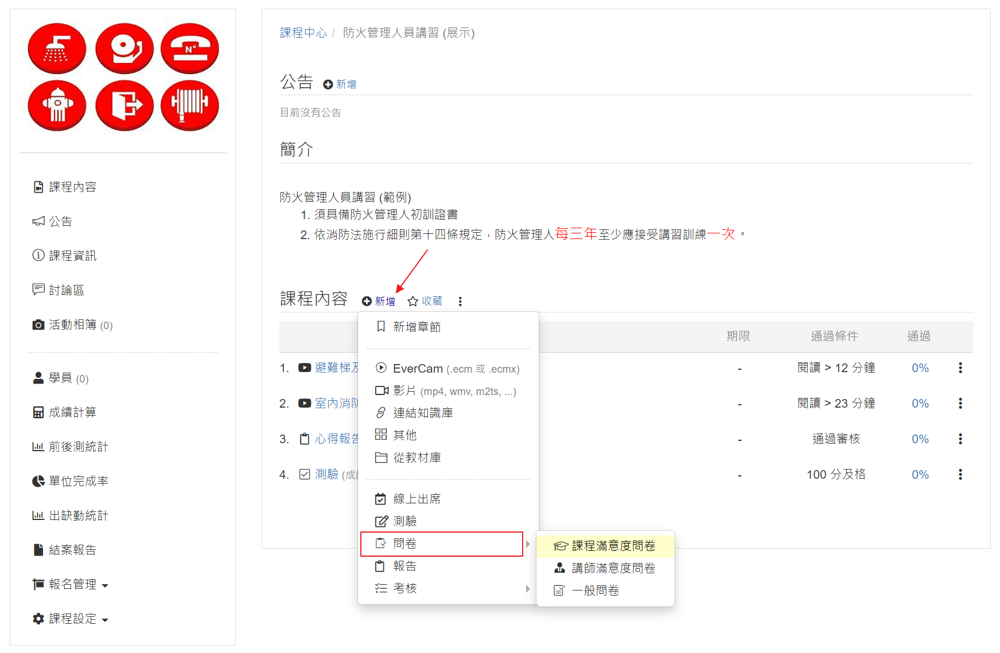 Nº
課程內容
公告
課程資訊
討論區
活動相簿 (0)
學員 (0)
成績計算
前後測統計
單位完成率
出缺勤統計
結案報告
報名管理
課程設定
課程中心 / 防火管理人員講習 (展示)
公告 新增
目前沒有公告
簡介
防火管理人員講習 (範例)
1. 須具備防火管理人初訓證書
2. 依消防法施行細則第十四條規定，防火管理人每三年至少應接受講習訓練一次 。
課程內容 新增 收藏
期限 通過條件 通過
1. 避難梯及 - 閱讀 > 12 分鐘 0%
2. 室內消防 - 閱讀 > 23 分鐘 0%
3. 心得報告 - 通過審核 0%
4. 測驗 (成績 - 100 分及格 0%
新增章節
EverCam (.ecm 或 .ecmx)
影片 (mp4, wmv, m2ts, ...)
連結知識庫
其他
從教材庫
線上出席
測驗
問卷
報告
考核
課程滿意度問卷
講師滿意度問卷
一般問卷